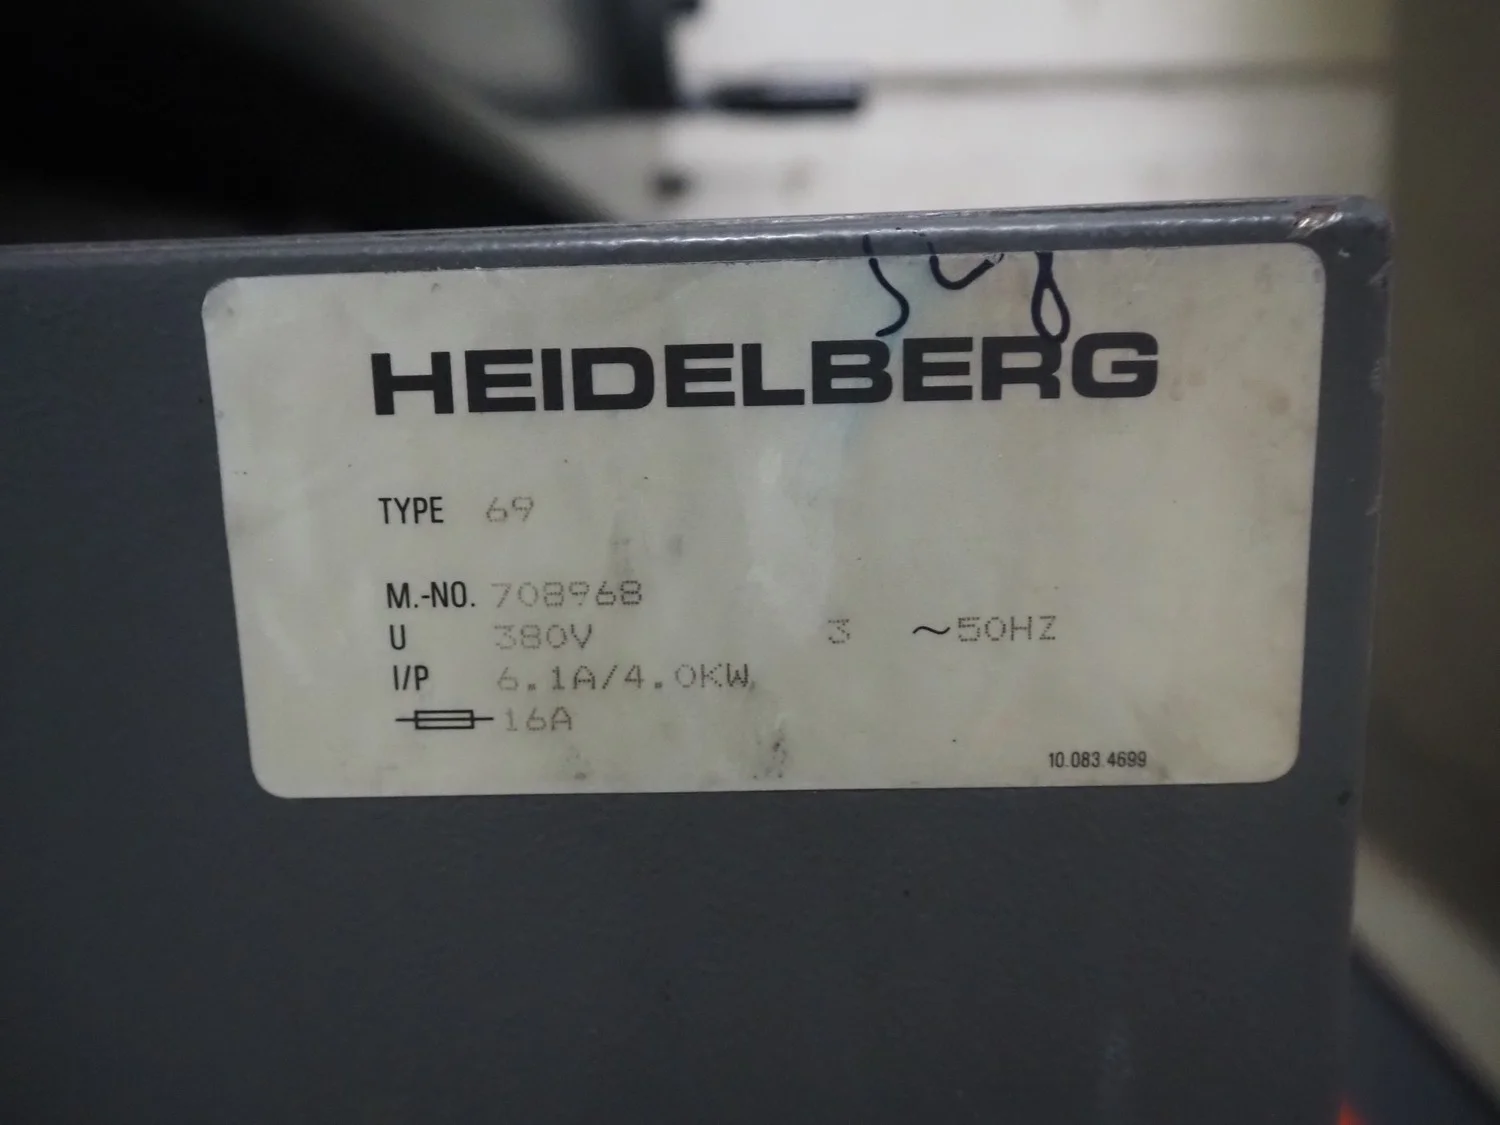 HEIDELBERG
TYPE 69
M.-NO. 708968
U 380V 3 ~50HZ
I/P 6.1A/4.0KW
16A
10.083.4699